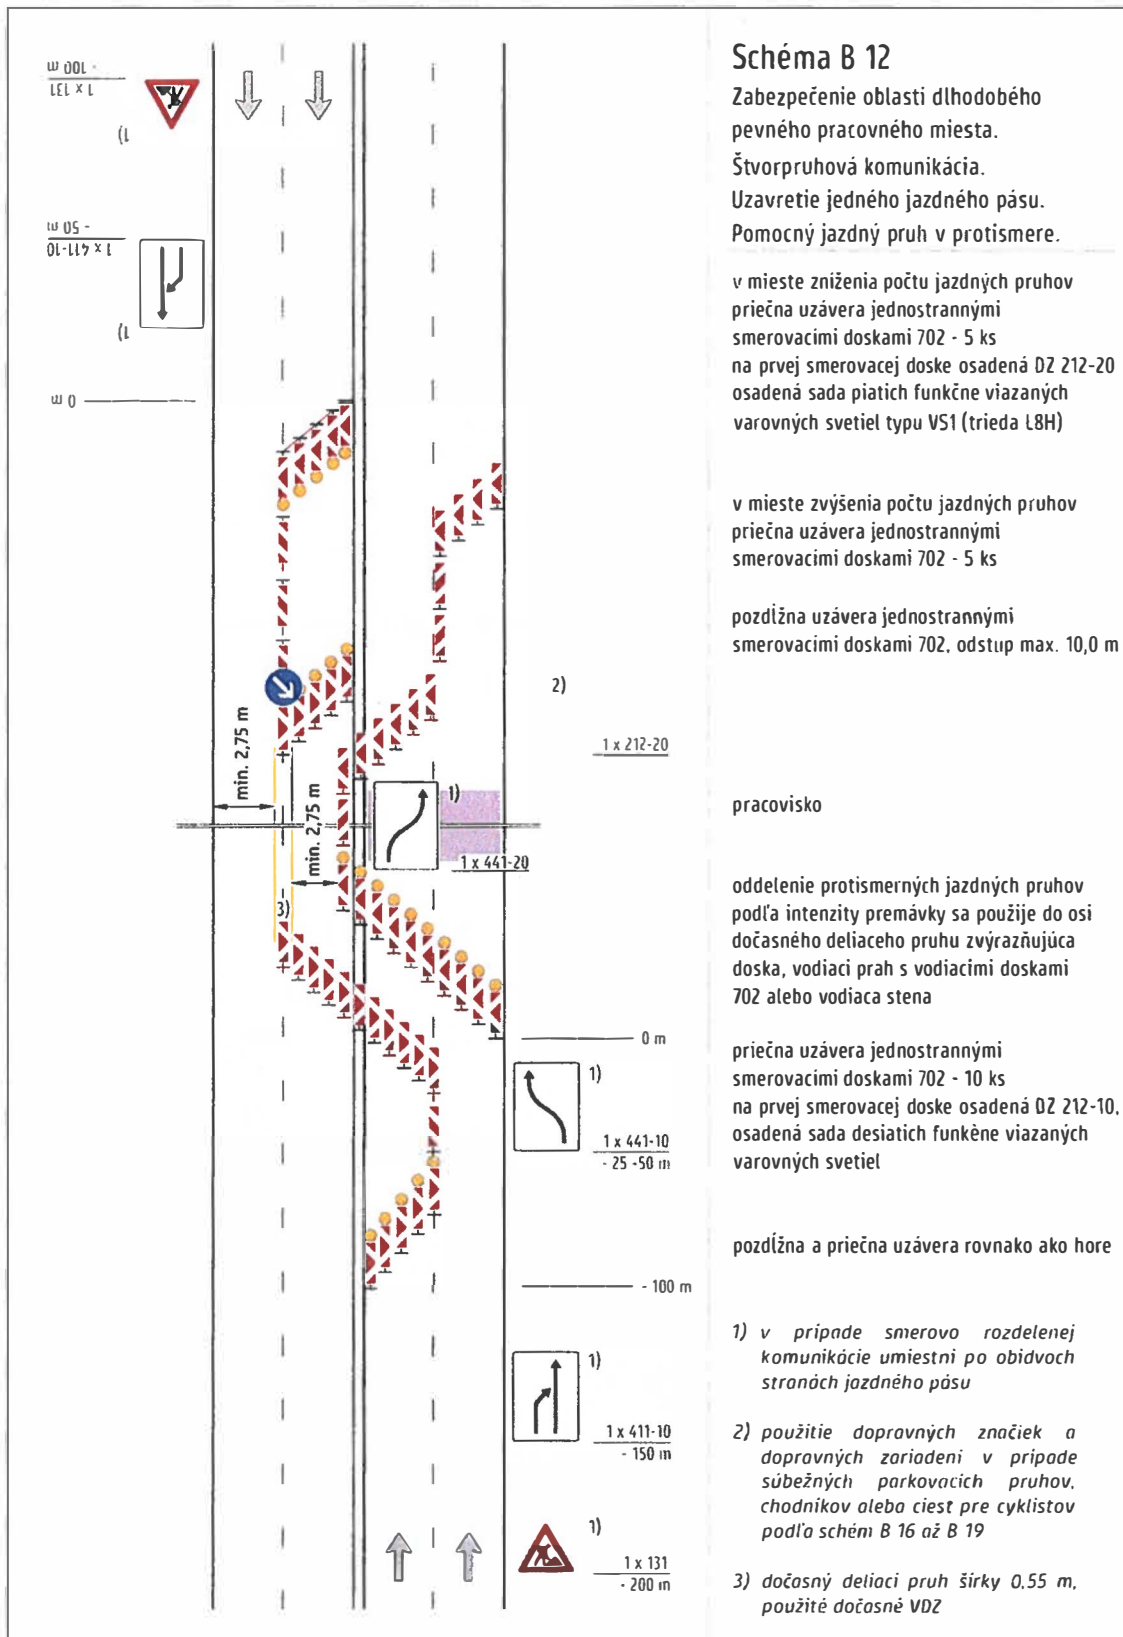 Schéma B 12
Zabezpečenie oblasti dlhodobého
pevného pracovného miesta.
Štvorpruhová komunikácia.
Uzavretie jedného jazdného pásu.
Pomocný jazdný pruh v protismere.
v mieste zníženia počtu jazdných pruhov
priečna uzávera jednostrannými
smerovacími doskami 702 - 5 ks
na prvej smerovacej doske osadená DZ 212-20
osadená sada piatich funkčne viazaných
varovných svetiel typu VS1 (trieda L8H)
v mieste zvýšenia počtu jazdných pruhov
priečna uzávera jednostrannými
smerovacími doskami 702 - 5 ks
pozdĺžna uzávera jednostrannými
smerovacími doskami 702, odstup max. 10,0 m
pracovisko
oddelenie protismerných jazdných pruhov
podľa intenzity premávky sa použije do osi
dočasného deliaceho pruhu zvýrazňujúca
doska, vodiaci prah s vodiacimi doskami
702 alebo vodiaca stena
priečna uzávera jednostrannými
smerovacími doskami 702 - 10 ks
na prvej smerovacej doske osadená DZ 212-10,
osadená sada desiatich funkčne viazaných
varovných svetiel
pozdĺžna a priečna uzávera rovnako ako hore
1) v prípade smerovo rozdelenej
komunikácie umiestni po obidvoch
stranách jazdného pásu
2) použitie dopravných značiek a
dopravných zariadení v prípade
súbežných parkovacích pruhov,
chodníkov alebo ciest pre cyklistov
podľa schém B 16 až B 19
3) dočasný deliaci pruh šírky 0,55 m,
použité dočasné VDZ
1 x 131
- 100 m
1)
1 x 411-10
- 50 m
1)
0 m
2)
1 x 212-20
min. 2,75 m
min. 2,75 m
1)
1 x 441-20
3)
0 m
1)
1 x 441-10
- 25 -50 m
- 100 m
1)
1 x 411-10
- 150 m
1)
1 x 131
- 200 m